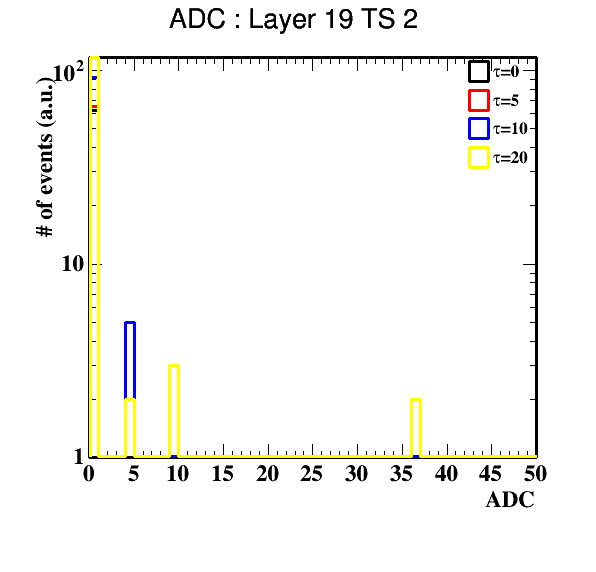 ADC : Layer 19 TS 2
# of events (a.u.)
10²
10
1
τ=0
τ=5
τ=10
τ=20
0 5 10 15 20 25 30 35 40 45 50
ADC